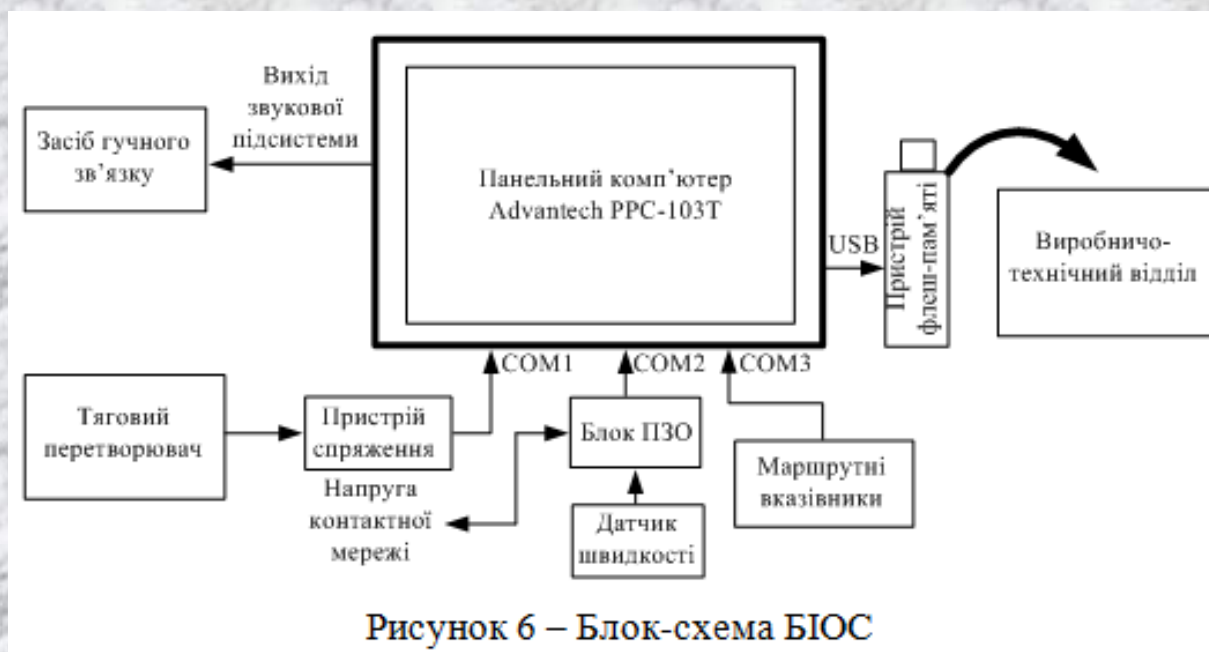 Вихід
звукової
підсистеми
Засіб гучного
зв’язку
Панельний комп’ютер
Advantech PPC-103T
USB
Пристрій
флеш-пам’яті
Виробничо-
технічний відділ
COM1
COM2
COM3
Тяговий
перетворювач
Пристрій
спряження
Блок ПЗО
Маршрутні
вказівники
Напруга
контактної
мережі
Датчик
швидкості
Рисунок 6 – Блок-схема БІОС